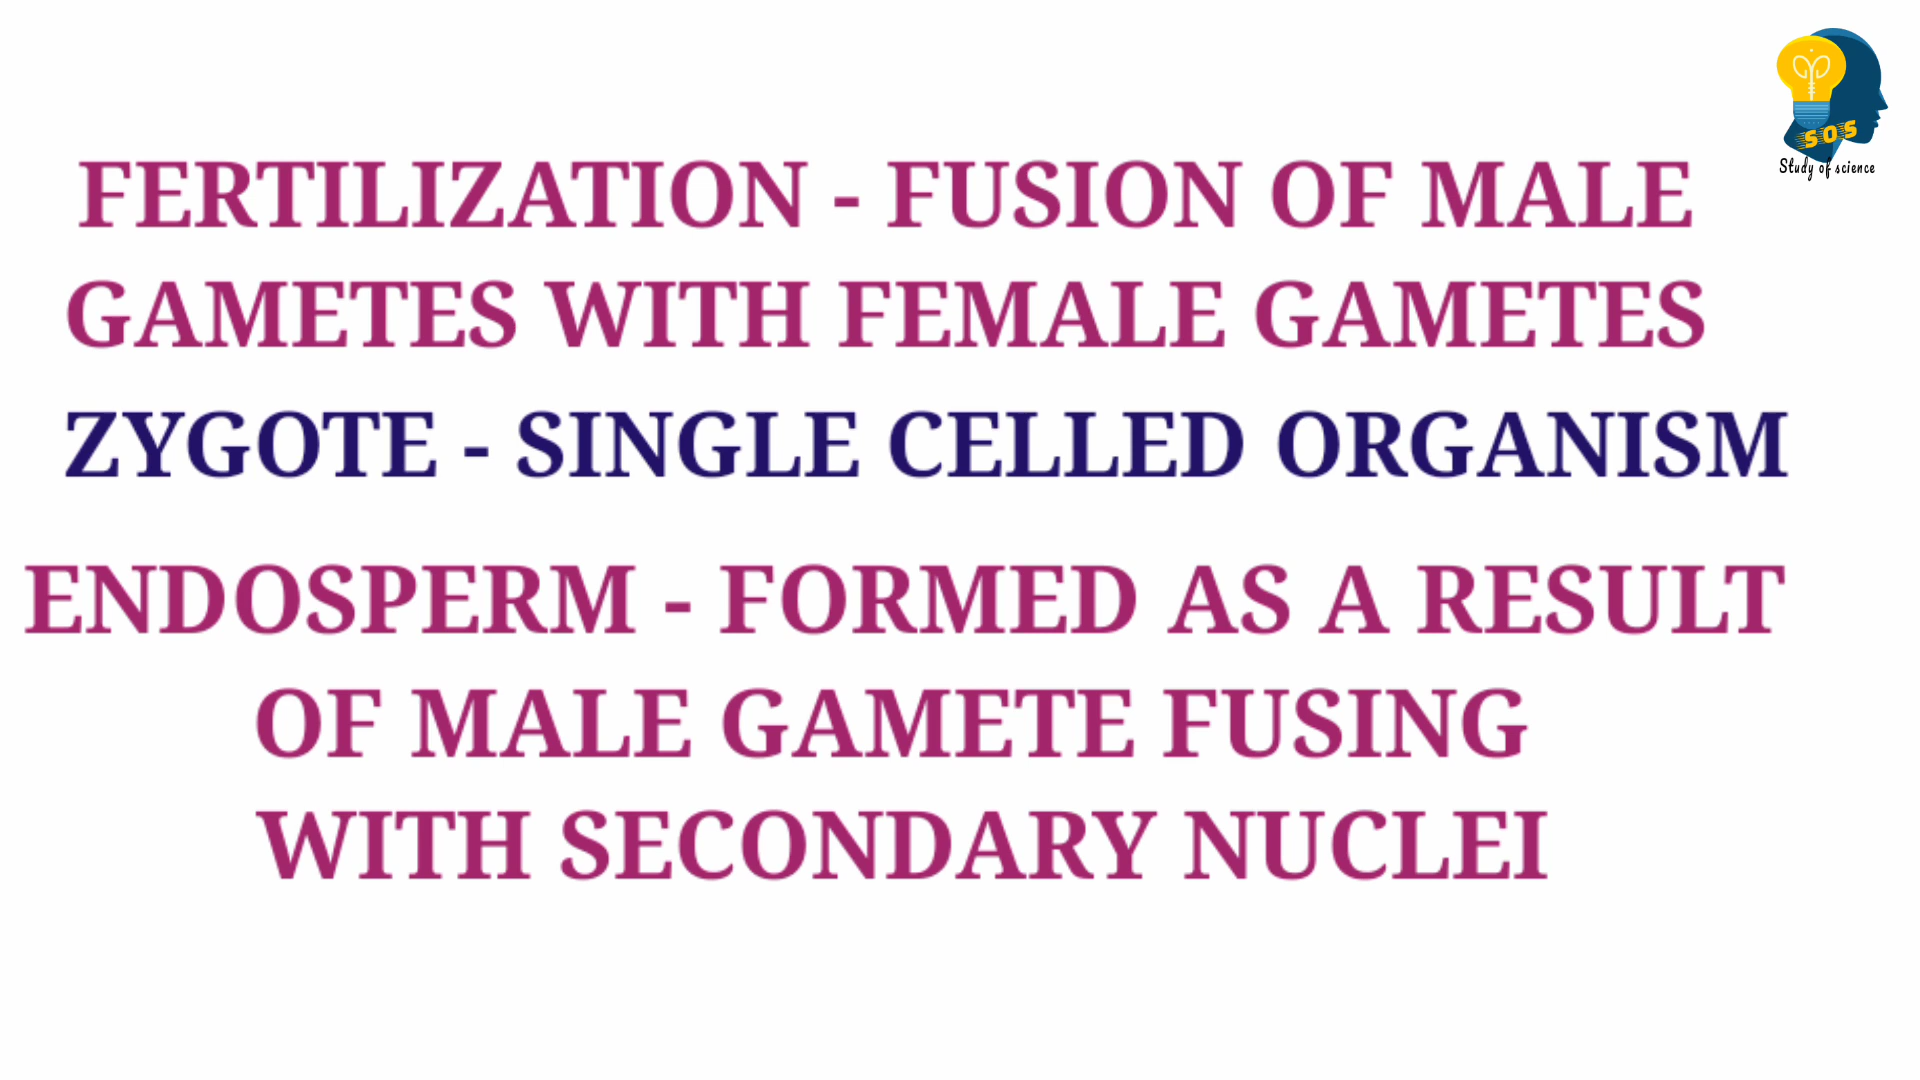 SOS
Study of science
FERTILIZATION - FUSION OF MALE
GAMETES WITH FEMALE GAMETES
ZYGOTE - SINGLE CELLED ORGANISM
ENDOSPERM - FORMED AS A RESULT
OF MALE GAMETE FUSING
WITH SECONDARY NUCLEI